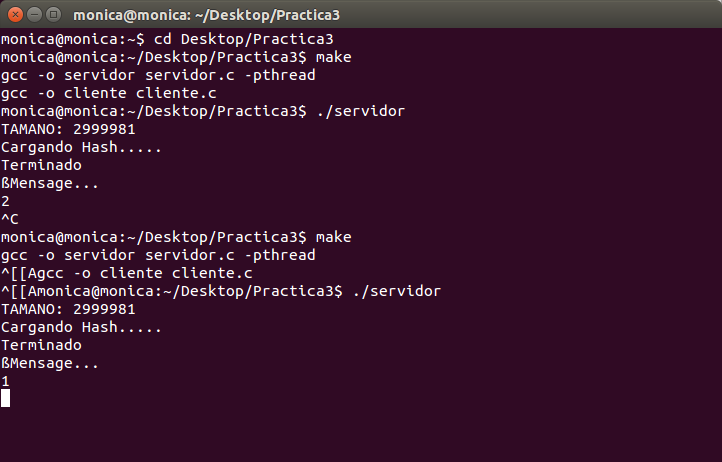 monica@monica: ~/Desktop/Practica3
monica@monica:~$ cd Desktop/Practica3
monica@monica:~/Desktop/Practica3$ make
gcc -o servidor servidor.c -pthread
gcc -o cliente cliente.c
monica@monica:~/Desktop/Practica3$ ./servidor
TAMANO: 2999981
Cargando Hash.....
Terminado
ßMensage...
2
^C
monica@monica:~/Desktop/Practica3$ make
gcc -o servidor servidor.c -pthread
^[[Agcc -o cliente cliente.c
^[[Amonica@monica:~/Desktop/Practica3$ ./servidor
TAMANO: 2999981
Cargando Hash.....
Terminado
ßMensage...
1